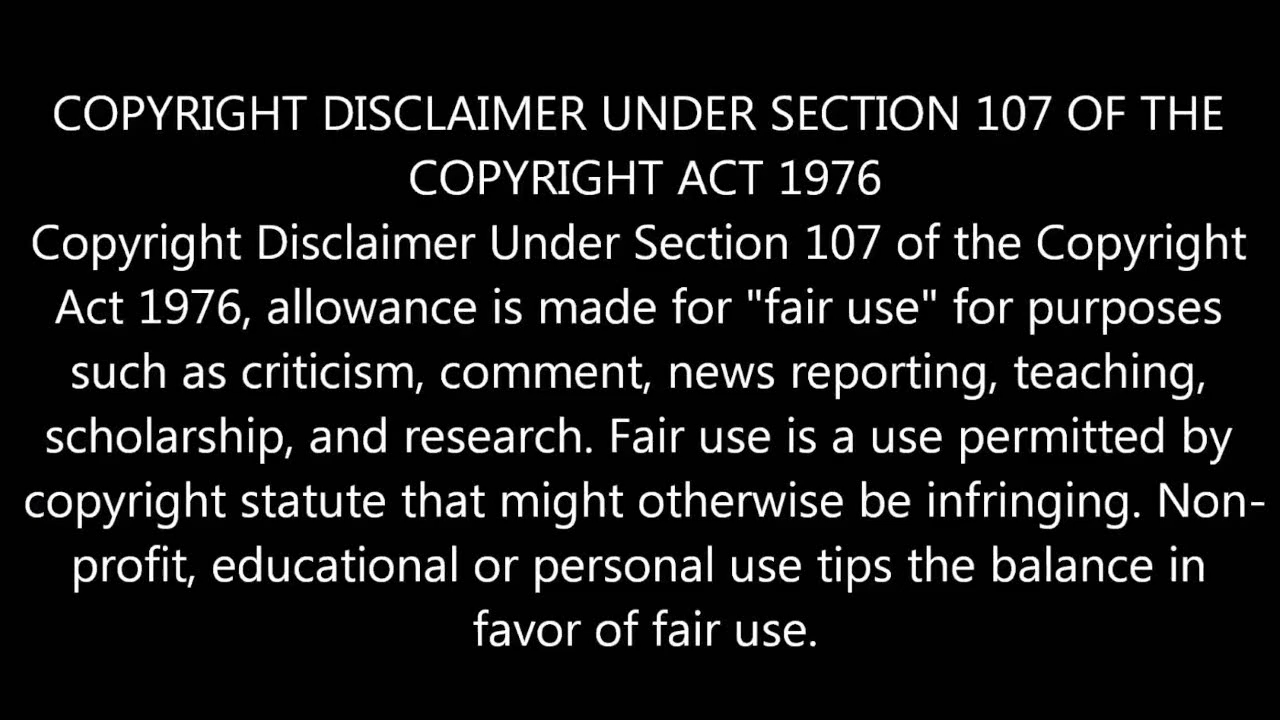 COPYRIGHT DISCLAIMER UNDER SECTION 107 OF THE
COPYRIGHT ACT 1976
Copyright Disclaimer Under Section 107 of the Copyright
Act 1976, allowance is made for "fair use" for purposes
such as criticism, comment, news reporting, teaching,
scholarship, and research. Fair use is a use permitted by
copyright statute that might otherwise be infringing. Non-
profit, educational or personal use tips the balance in
favor of fair use.